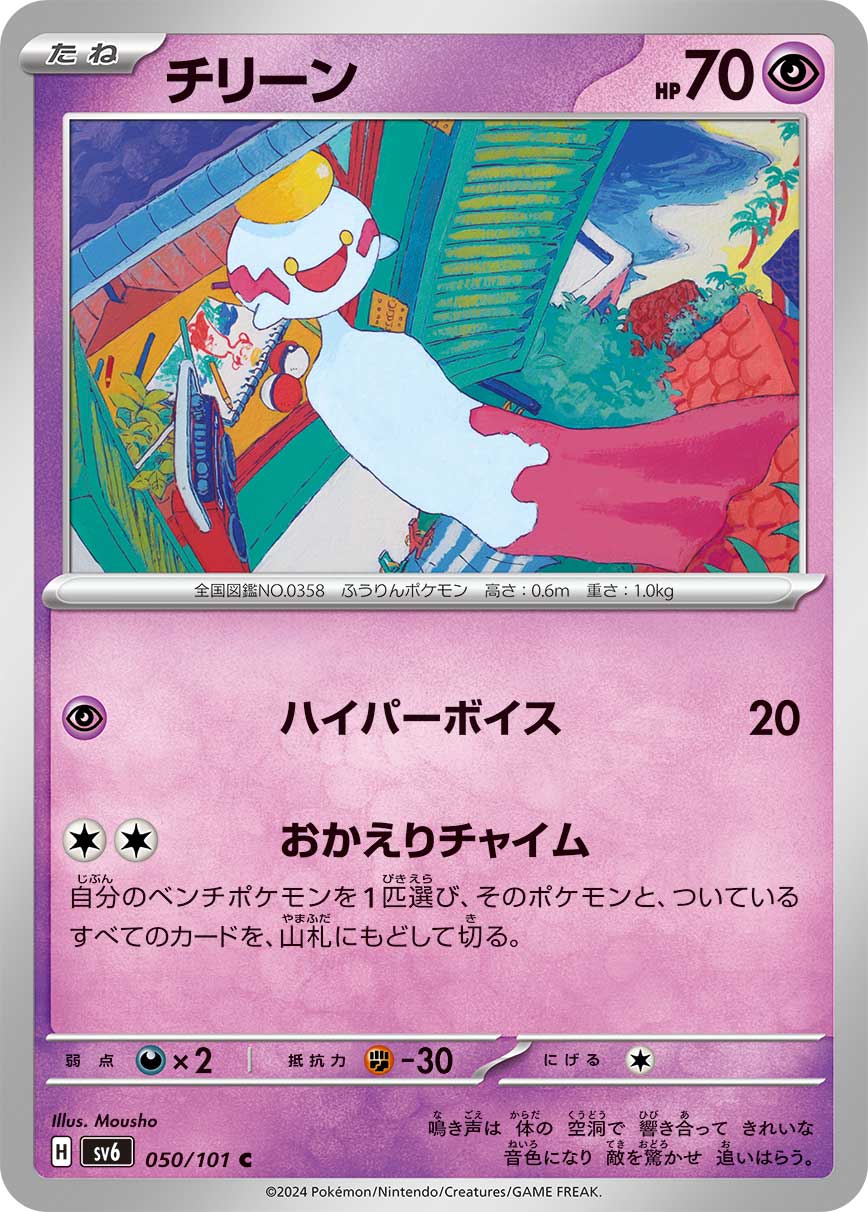 たね
チリーン
HP 70
全国図鑑NO.0358 ふうりんポケモン 高さ：0.6m 重さ：1.0kg
ハイパーボイス 20
おかえりチャイム
自分のベンチポケモンを1匹選び、そのポケモンと、ついている
すべてのカードを、山札にもどして切る。
弱点 ×2 抵抗力 -30 にげる
Illus. Mousho
鳴き声は 体の 空洞で 響き合って きれいな
音色になり 敵を驚かせ 追いはらう。
H sv6 050/101 C
©2024 Pokémon/Nintendo/Creatures/GAME FREAK.